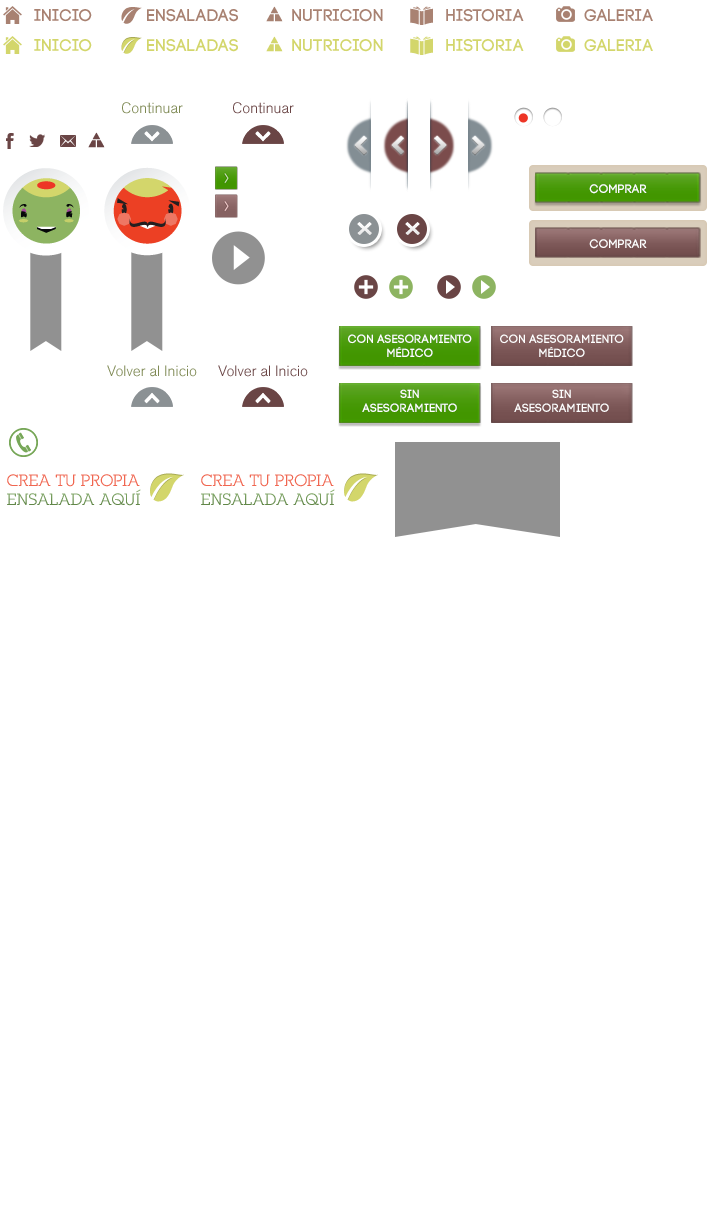 INICIO ENSALADAS NUTRICION HISTORIA GALERIA
INICIO ENSALADAS NUTRICION HISTORIA GALERIA
Continuar Continuar
COMPRAR
COMPRAR
CON ASESORAMIENTO
MÉDICO
CON ASESORAMIENTO
MÉDICO
Volver al Inicio Volver al Inicio
SIN
ASESORAMIENTO
SIN
ASESORAMIENTO
CREA TU PROPIA
ENSALADA AQUÍ
CREA TU PROPIA
ENSALADA AQUÍ